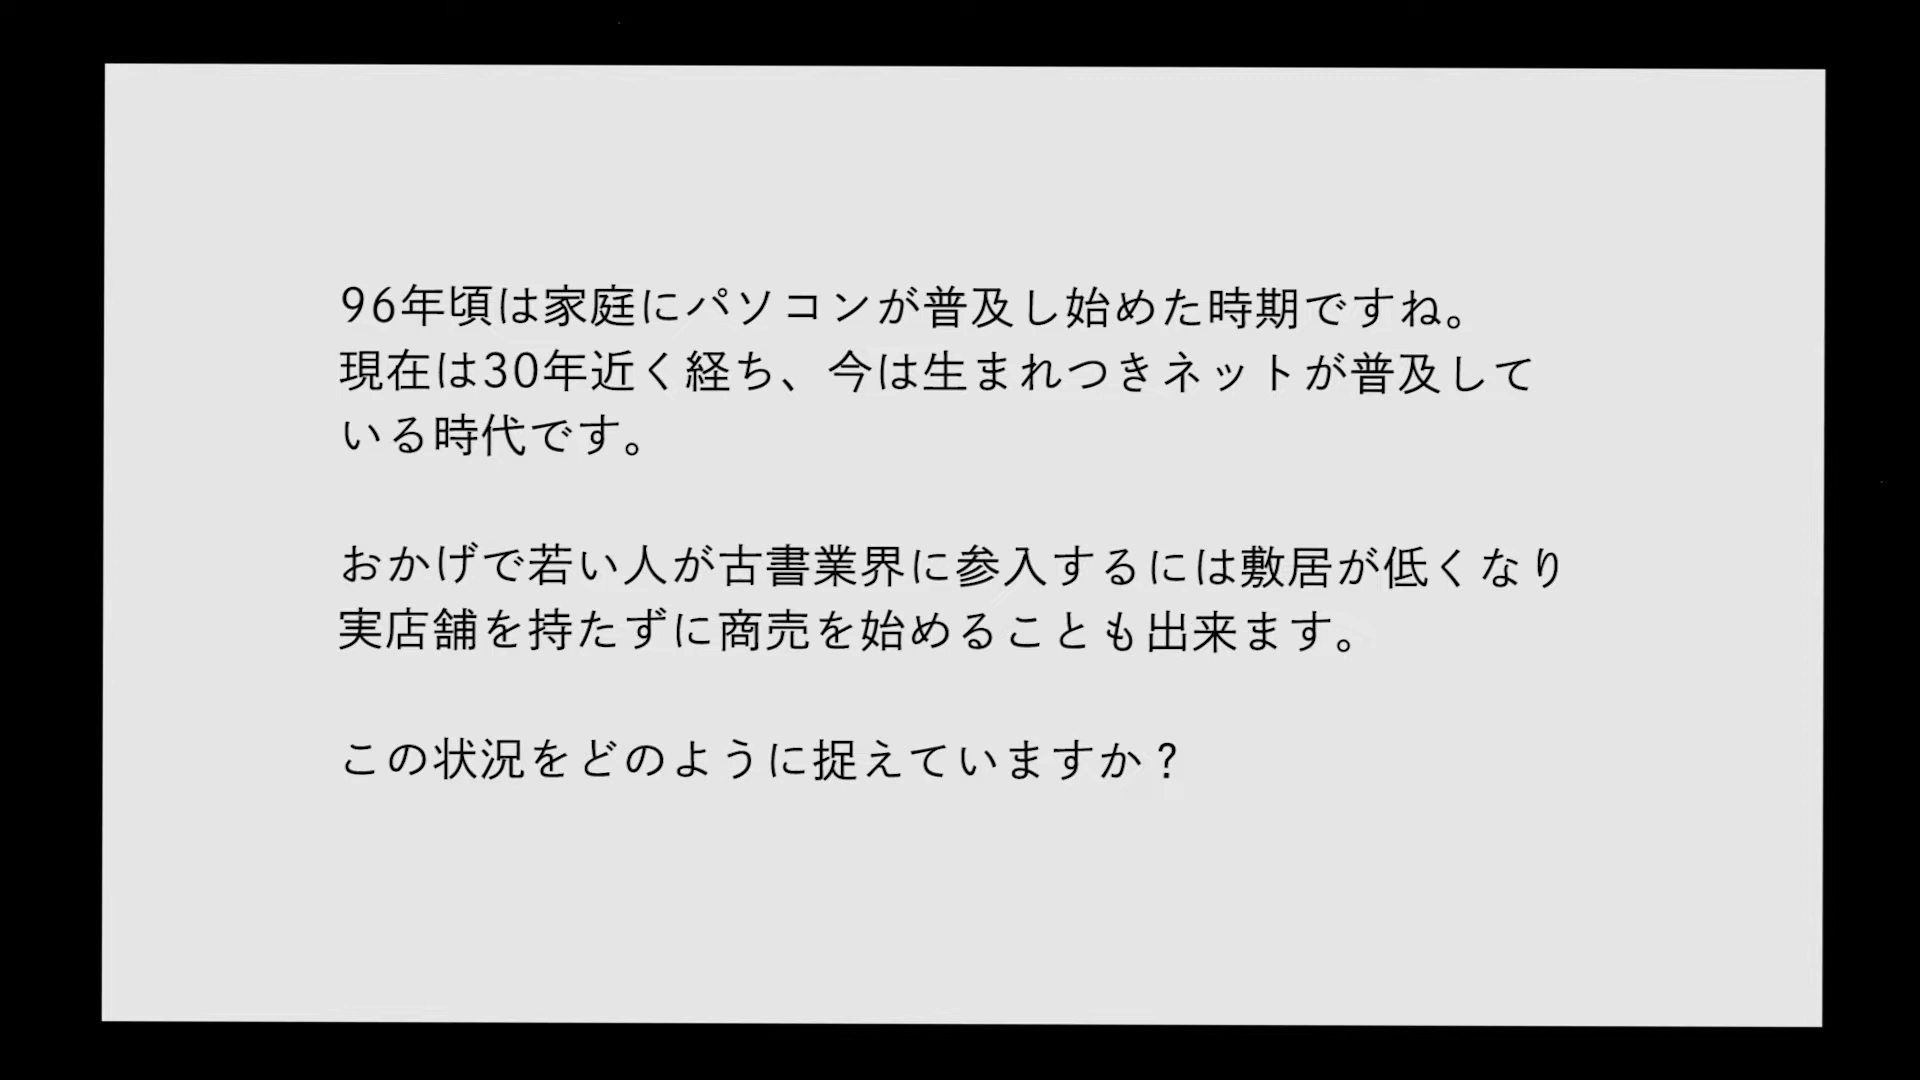 96年頃は家庭にパソコンが普及し始めた時期ですね。
現在は30年近く経ち、今は生まれつきネットが普及して
いる時代です。
おかげで若い人が古書業界に参入するには敷居が低くなり
実店舗を持たずに商売を始めることも出来ます。
この状況をどのように捉えていますか？